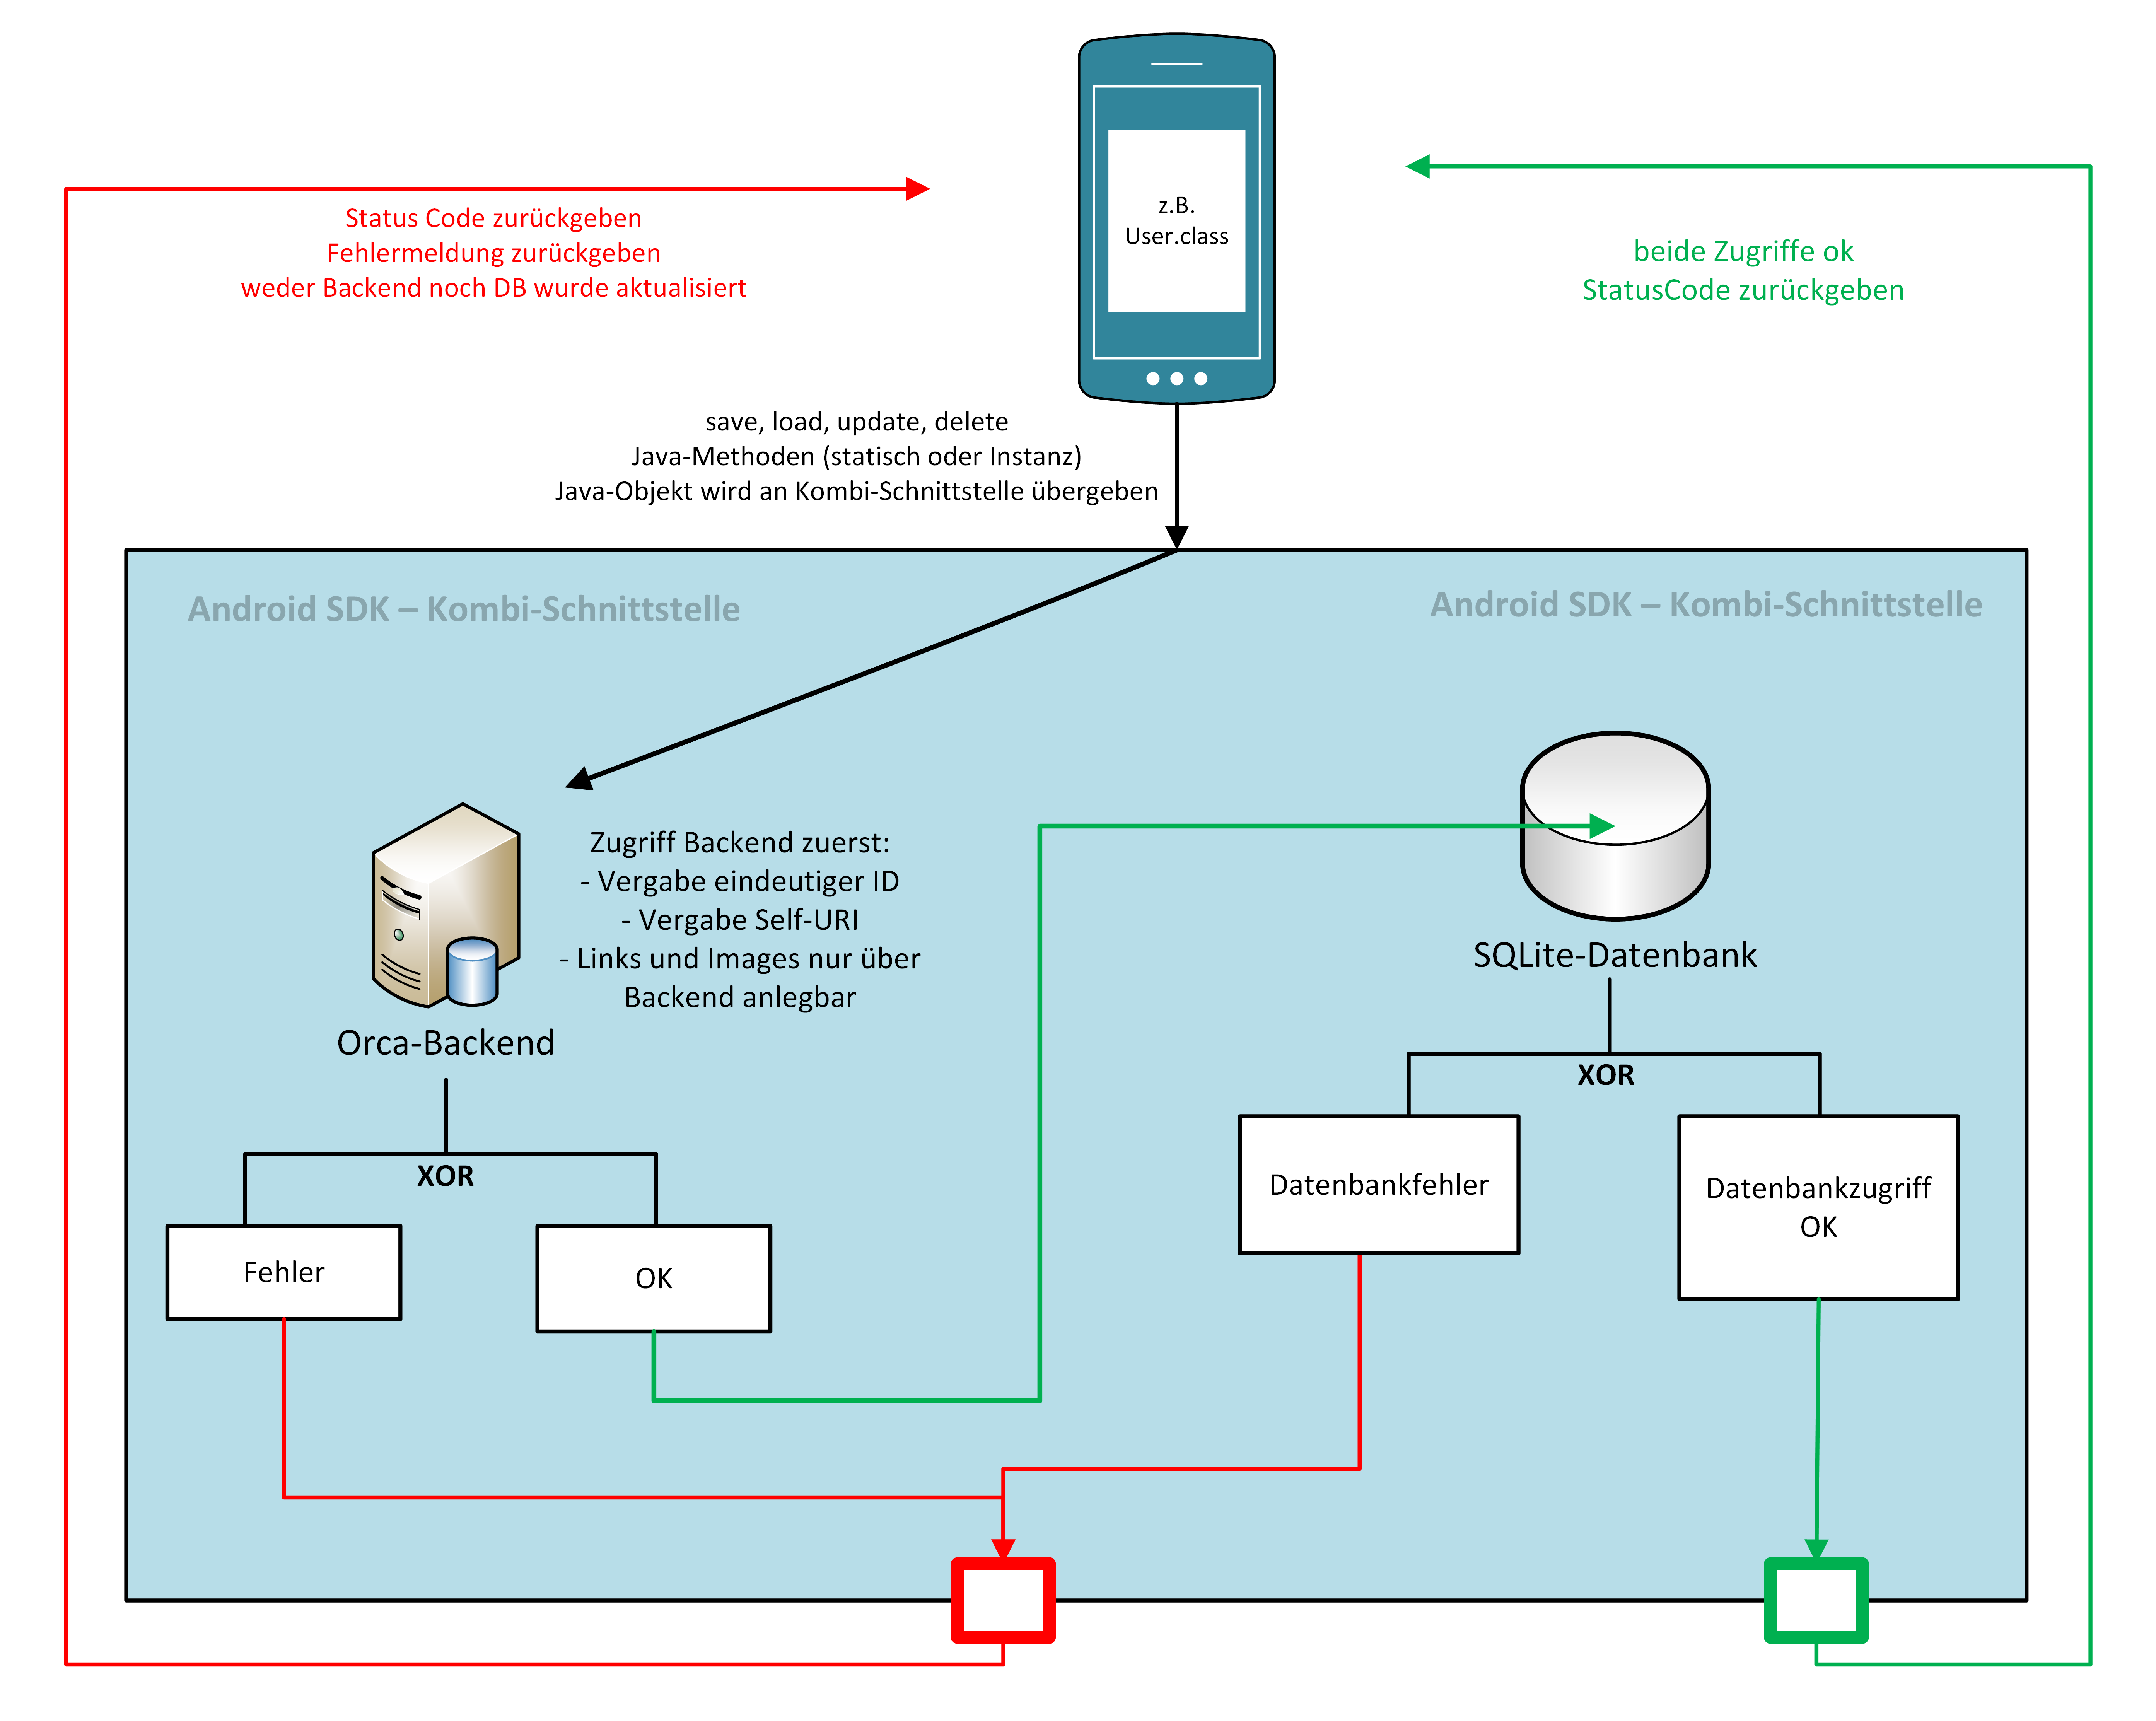 z.B.
User.class
Status Code zurückgeben
Fehlermeldung zurückgeben
weder Backend noch DB wurde aktualisiert
beide Zugriffe ok
StatusCode zurückgeben
save, load, update, delete
Java-Methoden (statisch oder Instanz)
Java-Objekt wird an Kombi-Schnittstelle übergeben
Android SDK – Kombi-Schnittstelle
Android SDK – Kombi-Schnittstelle
Zugriff Backend zuerst:
- Vergabe eindeutiger ID
- Vergabe Self-URI
- Links und Images nur über
Backend anlegbar
Orca-Backend
XOR
Fehler
OK
SQLite-Datenbank
XOR
Datenbankfehler
Datenbankzugriff
OK